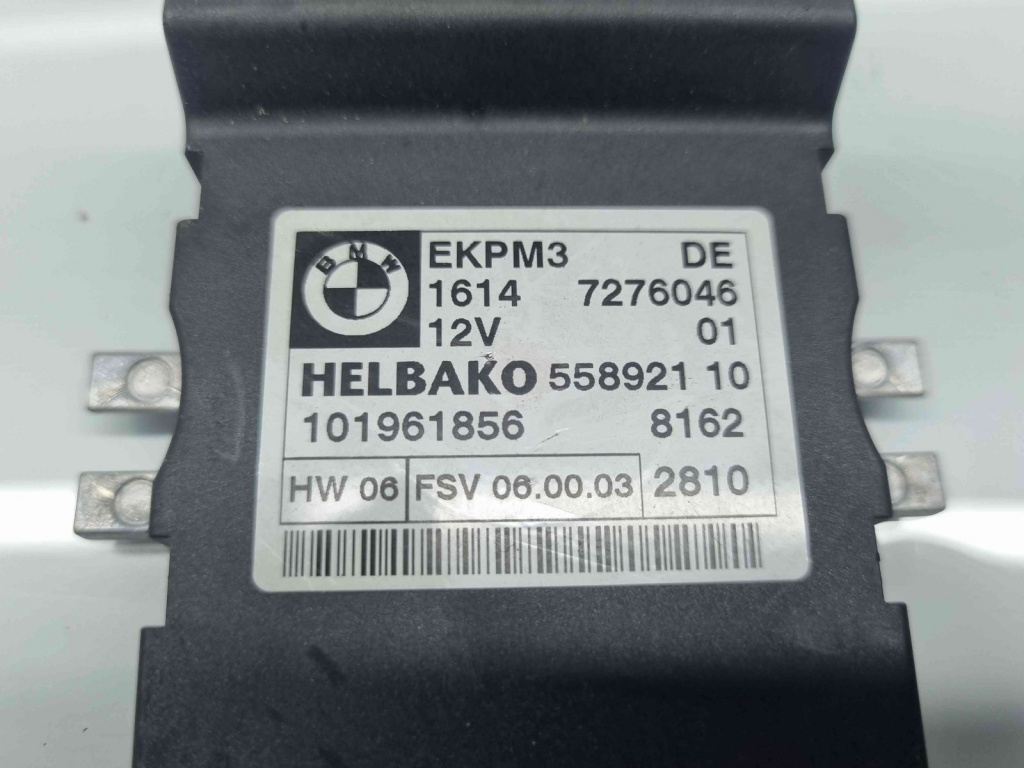 BMW
EKPM3 DE
1614 7276046
12V 01
HELBAKO 558921 10
101961856 8162
HW 06 FSV 06.00.03 2810